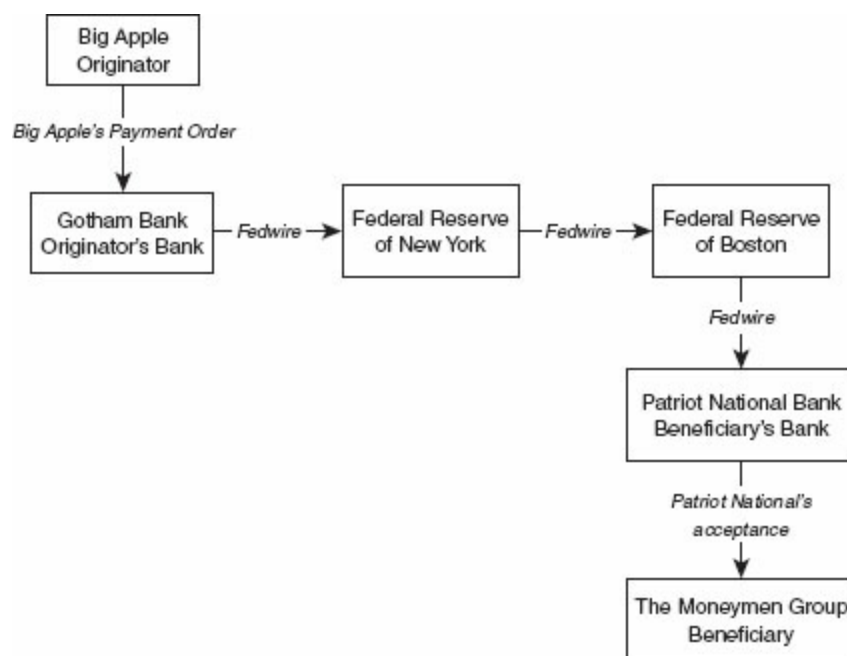 Big Apple
Originator
Big Apple's Payment Order
Gotham Bank
Originator's Bank
Fedwire
Federal Reserve
of New York
Fedwire
Federal Reserve
of Boston
Fedwire
Patriot National Bank
Beneficiary's Bank
Patriot National's
acceptance
The Moneymen Group
Beneficiary